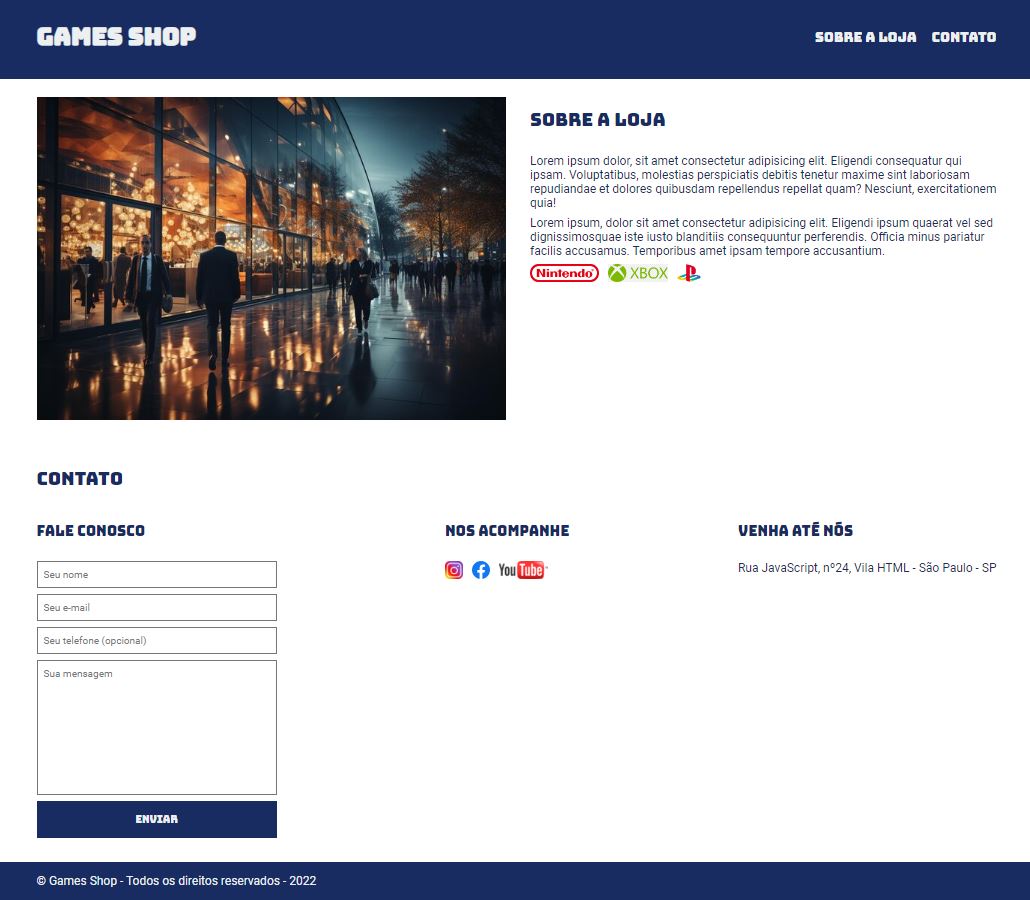 GAMES SHOP
SOBRE A LOJA CONTATO
SOBRE A LOJA
Lorem ipsum dolor, sit amet consectetur adipisicing elit. Eligendi consequatur qui
ipsam. Voluptatibus, molestias perspiciatis debitis tenetur maxime sint laboriosam
repudiandae et dolores quibusdam repellendus repellat quam? Nesciunt, exercitationem
quia!
Lorem ipsum, dolor sit amet consectetur adipisicing elit. Eligendi ipsum quaerat vel sed
dignissimosquae iste iusto blanditiis consequuntur perferendis. Officia minus pariatur
facilis accusamus. Temporibus amet ipsam tempore accusantium.
Nintendo XBOX
CONTATO
FALE CONOSCO
Seu nome
Seu e-mail
Seu telefone (opcional)
Sua mensagem
ENVIAR
NOS ACOMPANHE
YouTube
VENHA ATÉ NÓS
Rua JavaScript, nº24, Vila HTML - São Paulo - SP
© Games Shop - Todos os direitos reservados - 2022